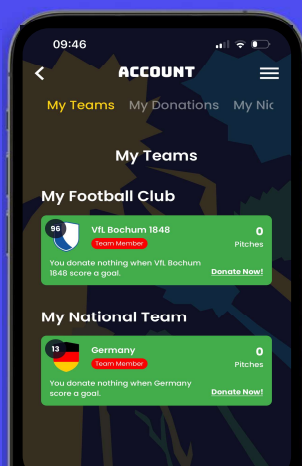 09:46
ACCOUNT
My Teams My Donations My Nic
My Teams
My Football Club
96
VfL Bochum 1848
0
Team Member
Pitches
You donate nothing when VfL Bochum
1848 score a goal.
Donate Now!
My National Team
13
Germany
0
Team Member
Pitches
You donate nothing when Germany
score a goal.
Donate Now!